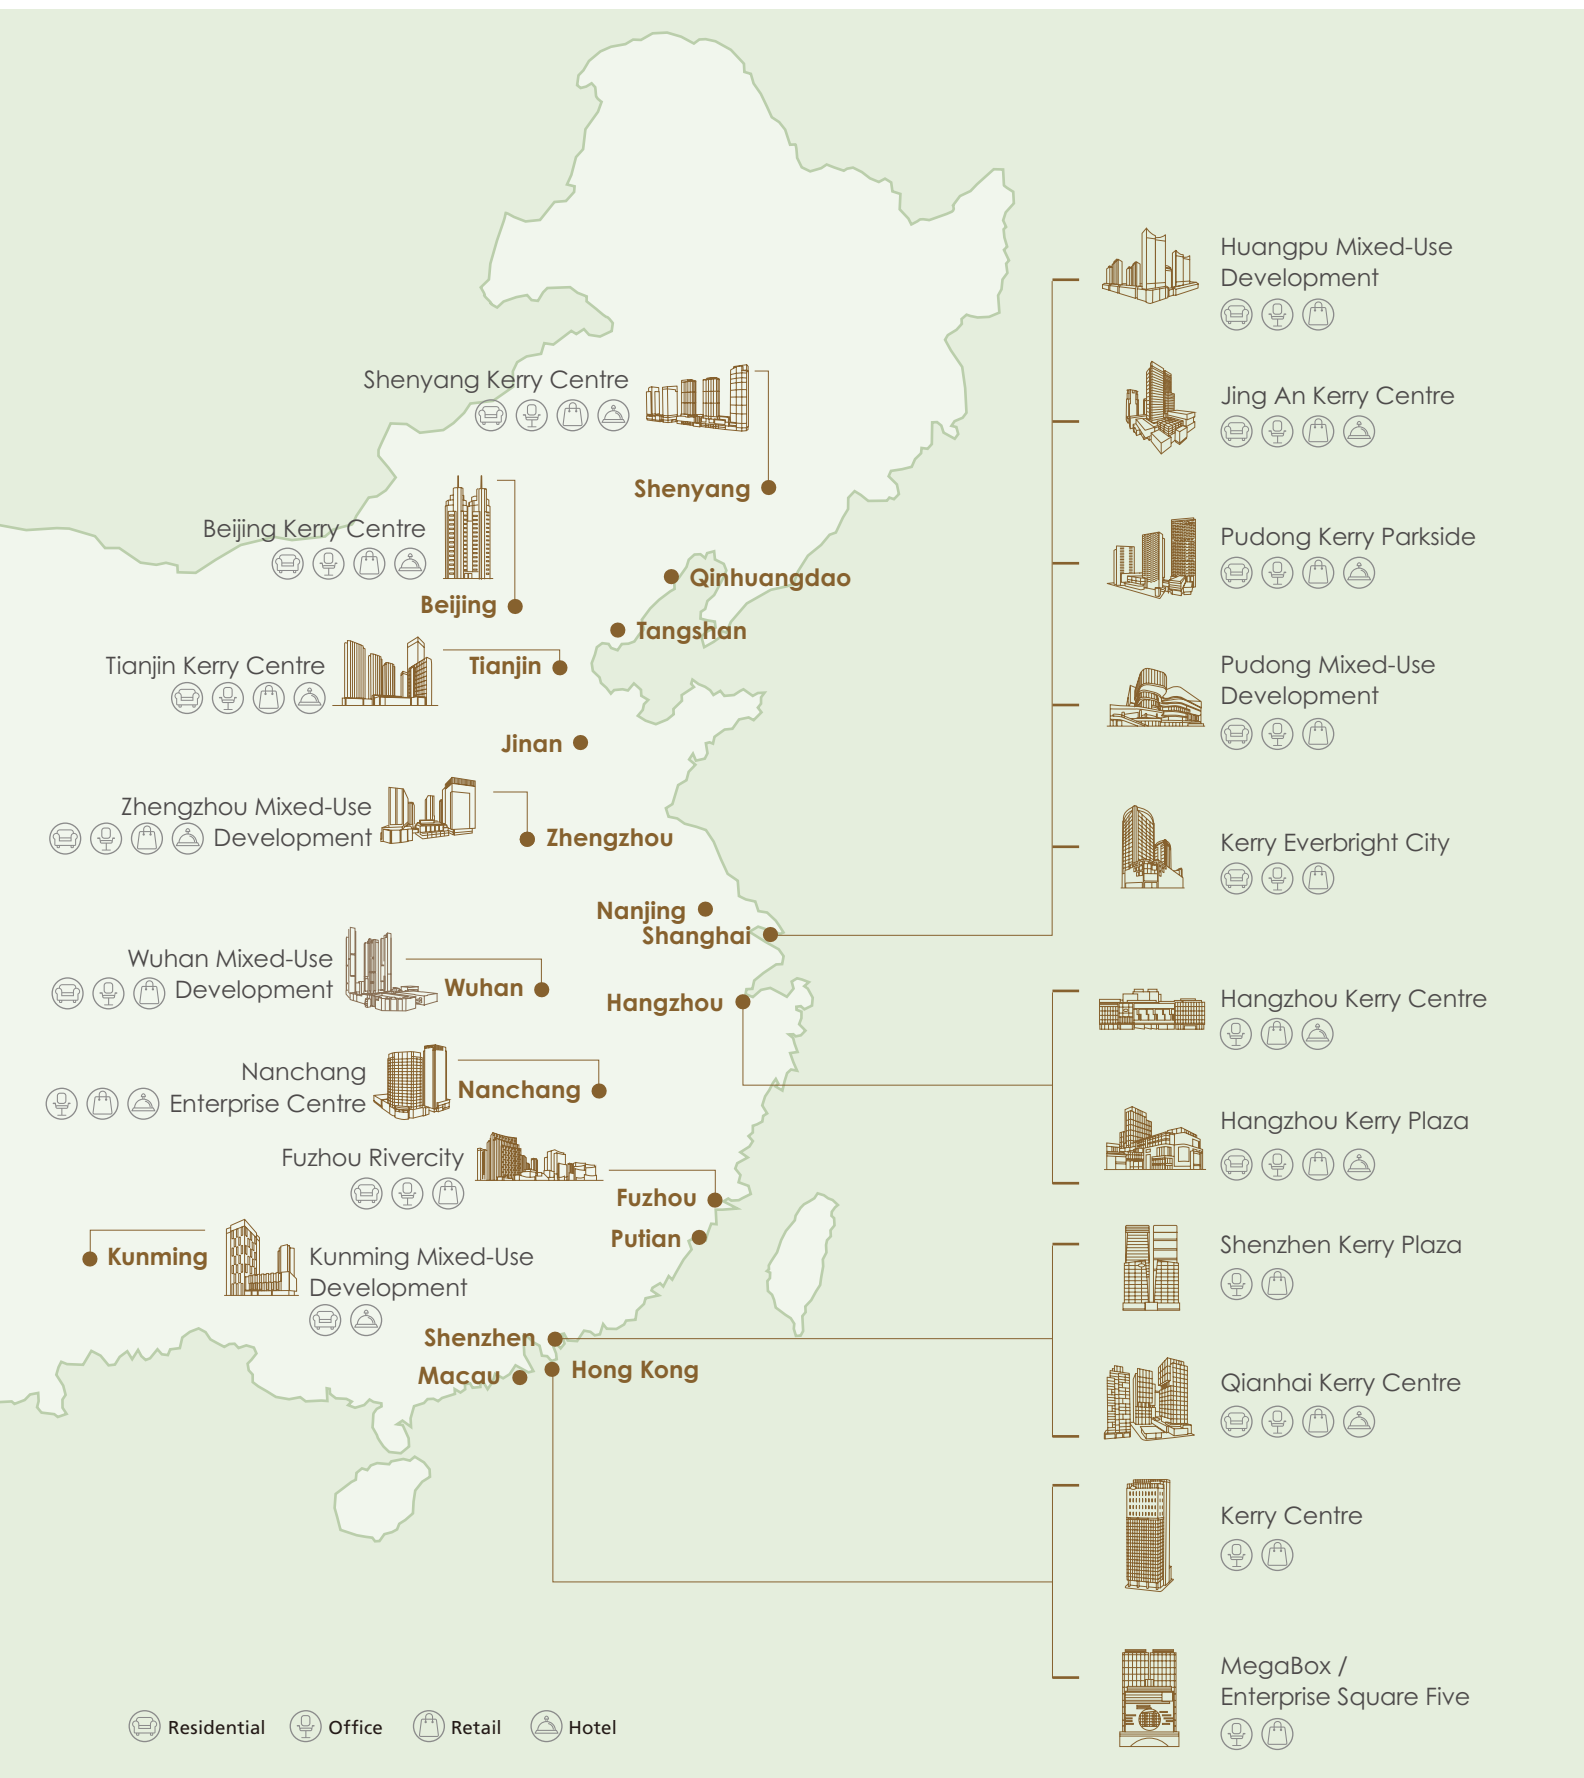 Huangpu Mixed-Use
Development
Shenyang Kerry Centre
Jing An Kerry Centre
Shenyang
Beijing Kerry Centre
Pudong Kerry Parkside
Qinhuangdao
Beijing
Tangshan
Tianjin Kerry Centre
Tianjin
Pudong Mixed-Use
Development
Jinan
Zhengzhou Mixed-Use
Development
Zhengzhou
Kerry Everbright City
Nanjing
Shanghai
Wuhan Mixed-Use
Development
Wuhan
Hangzhou
Hangzhou Kerry Centre
Nanchang
Enterprise Centre
Nanchang
Hangzhou Kerry Plaza
Fuzhou Rivercity
Fuzhou
Putian
Kunming
Kunming Mixed-Use
Development
Shenzhen Kerry Plaza
Shenzhen
Hong Kong
Macau
Qianhai Kerry Centre
Kerry Centre
MegaBox /
Enterprise Square Five
Residential
Office
Retail
Hotel